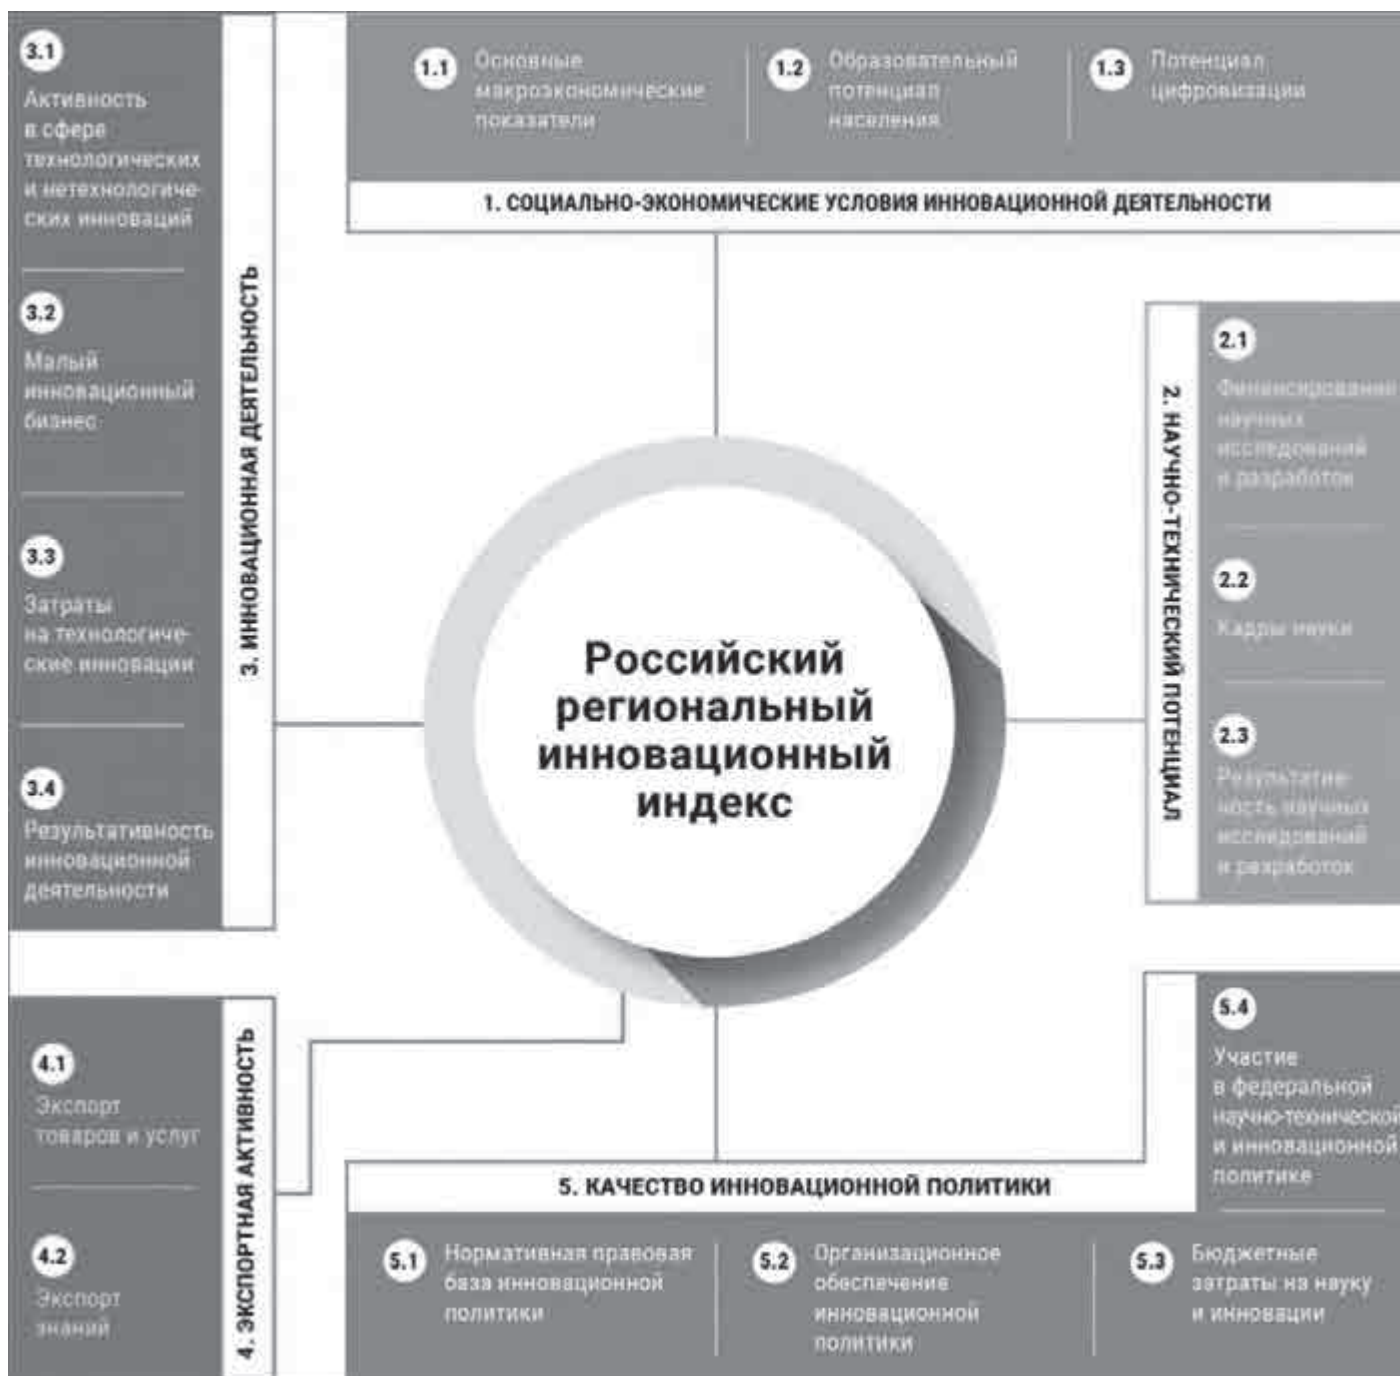 3.1
Активность
в сфере
технологических
и нетехнологиче-
ских инноваций
3.2
Малый
инновационный
бизнес
3.3
Затраты
на технологиче-
ские инновации
3.4
Результативность
инновационной
деятельности
3. ИННОВАЦИОННАЯ ДЕЯТЕЛЬНОСТЬ
1.1
Основные
макроэкономические
показатели
1.2
Образовательный
потенциал
населения
1.3
Потенциал
цифровизации
1. СОЦИАЛЬНО-ЭКОНОМИЧЕСКИЕ УСЛОВИЯ ИННОВАЦИОННОЙ ДЕЯТЕЛЬНОСТИ
2. НАУЧНО-ТЕХНИЧЕСКИЙ ПОТЕНЦИАЛ
2.1
Финансирование
научных
исследований
и разработок
2.2
Кадры науки
2.3
Результатив-
ность научных
исследований
и разработок
Российский
региональный
инновационный
индекс
4.1
Экспорт
товаров и услуг
4.2
Экспорт
знаний
4. ЭКСПОРТНАЯ АКТИВНОСТЬ
5. КАЧЕСТВО ИННОВАЦИОННОЙ ПОЛИТИКИ
5.1
Нормативная правовая
база инновационной
политики
5.2
Организационное
обеспечение
инновационной
политики
5.3
Бюджетные
затраты на науку
и инновации
5.4
Участие
в федеральной
научно-технической
и инновационной
политике